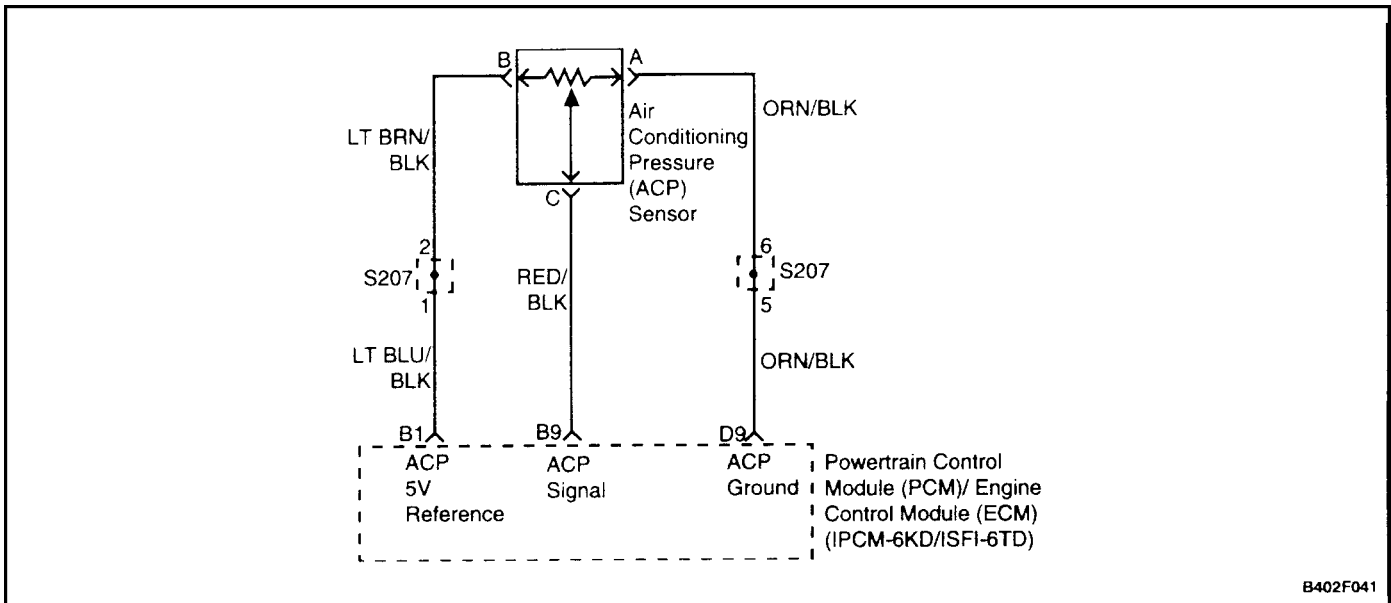 B
A
Air
Conditioning
Pressure
(ACP)
Sensor
ORN/BLK
LT BRN/
BLK
C
2
S207
1
RED/
BLK
6
S207
5
LT BLU/
BLK
ORN/BLK
B1
B9
D9
ACP
5V
Reference
ACP
Signal
ACP
Ground
Powertrain Control
Module (PCM)/ Engine
Control Module (ECM)
(IPCM-6KD/ISFI-6TD)
B402F041